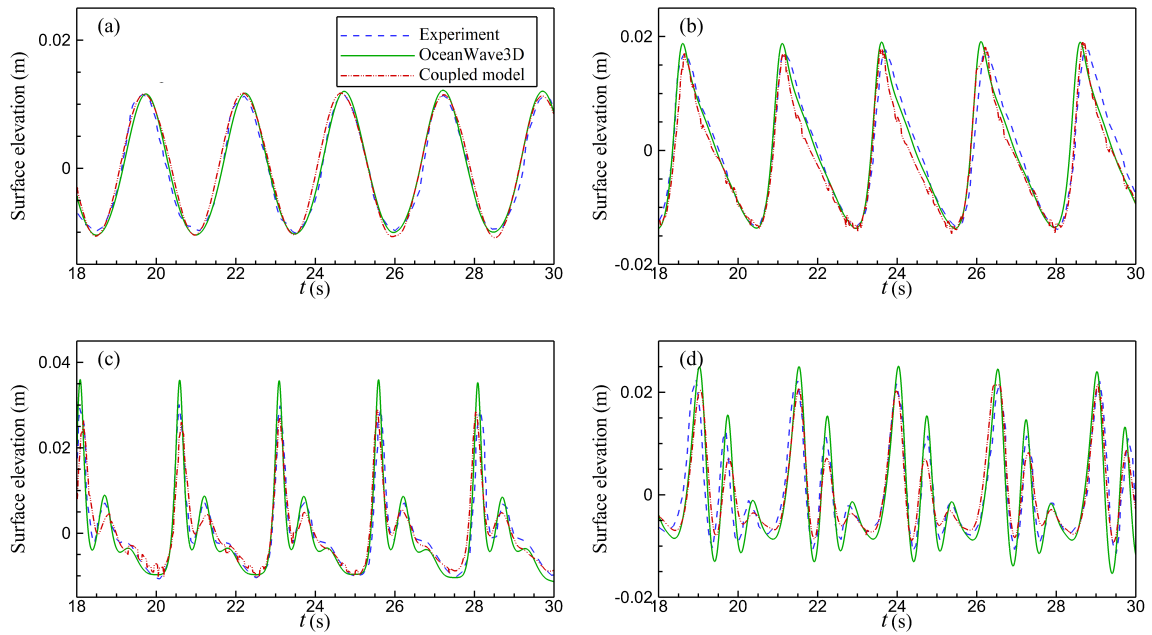 (a)
Experiment
OceanWave3D
Coupled model
Surface elevation (m)
0.02
0
18 20 22 24 26 28 30
t (s)
(b)
Surface elevation (m)
0.02
0
-0.02
18 20 22 24 26 28 30
t (s)
(c)
Surface elevation (m)
0.04
0.02
0
18 20 22 24 26 28 30
t (s)
(d)
Surface elevation (m)
0.02
0
-0.02
18 20 22 24 26 28 30
t (s)